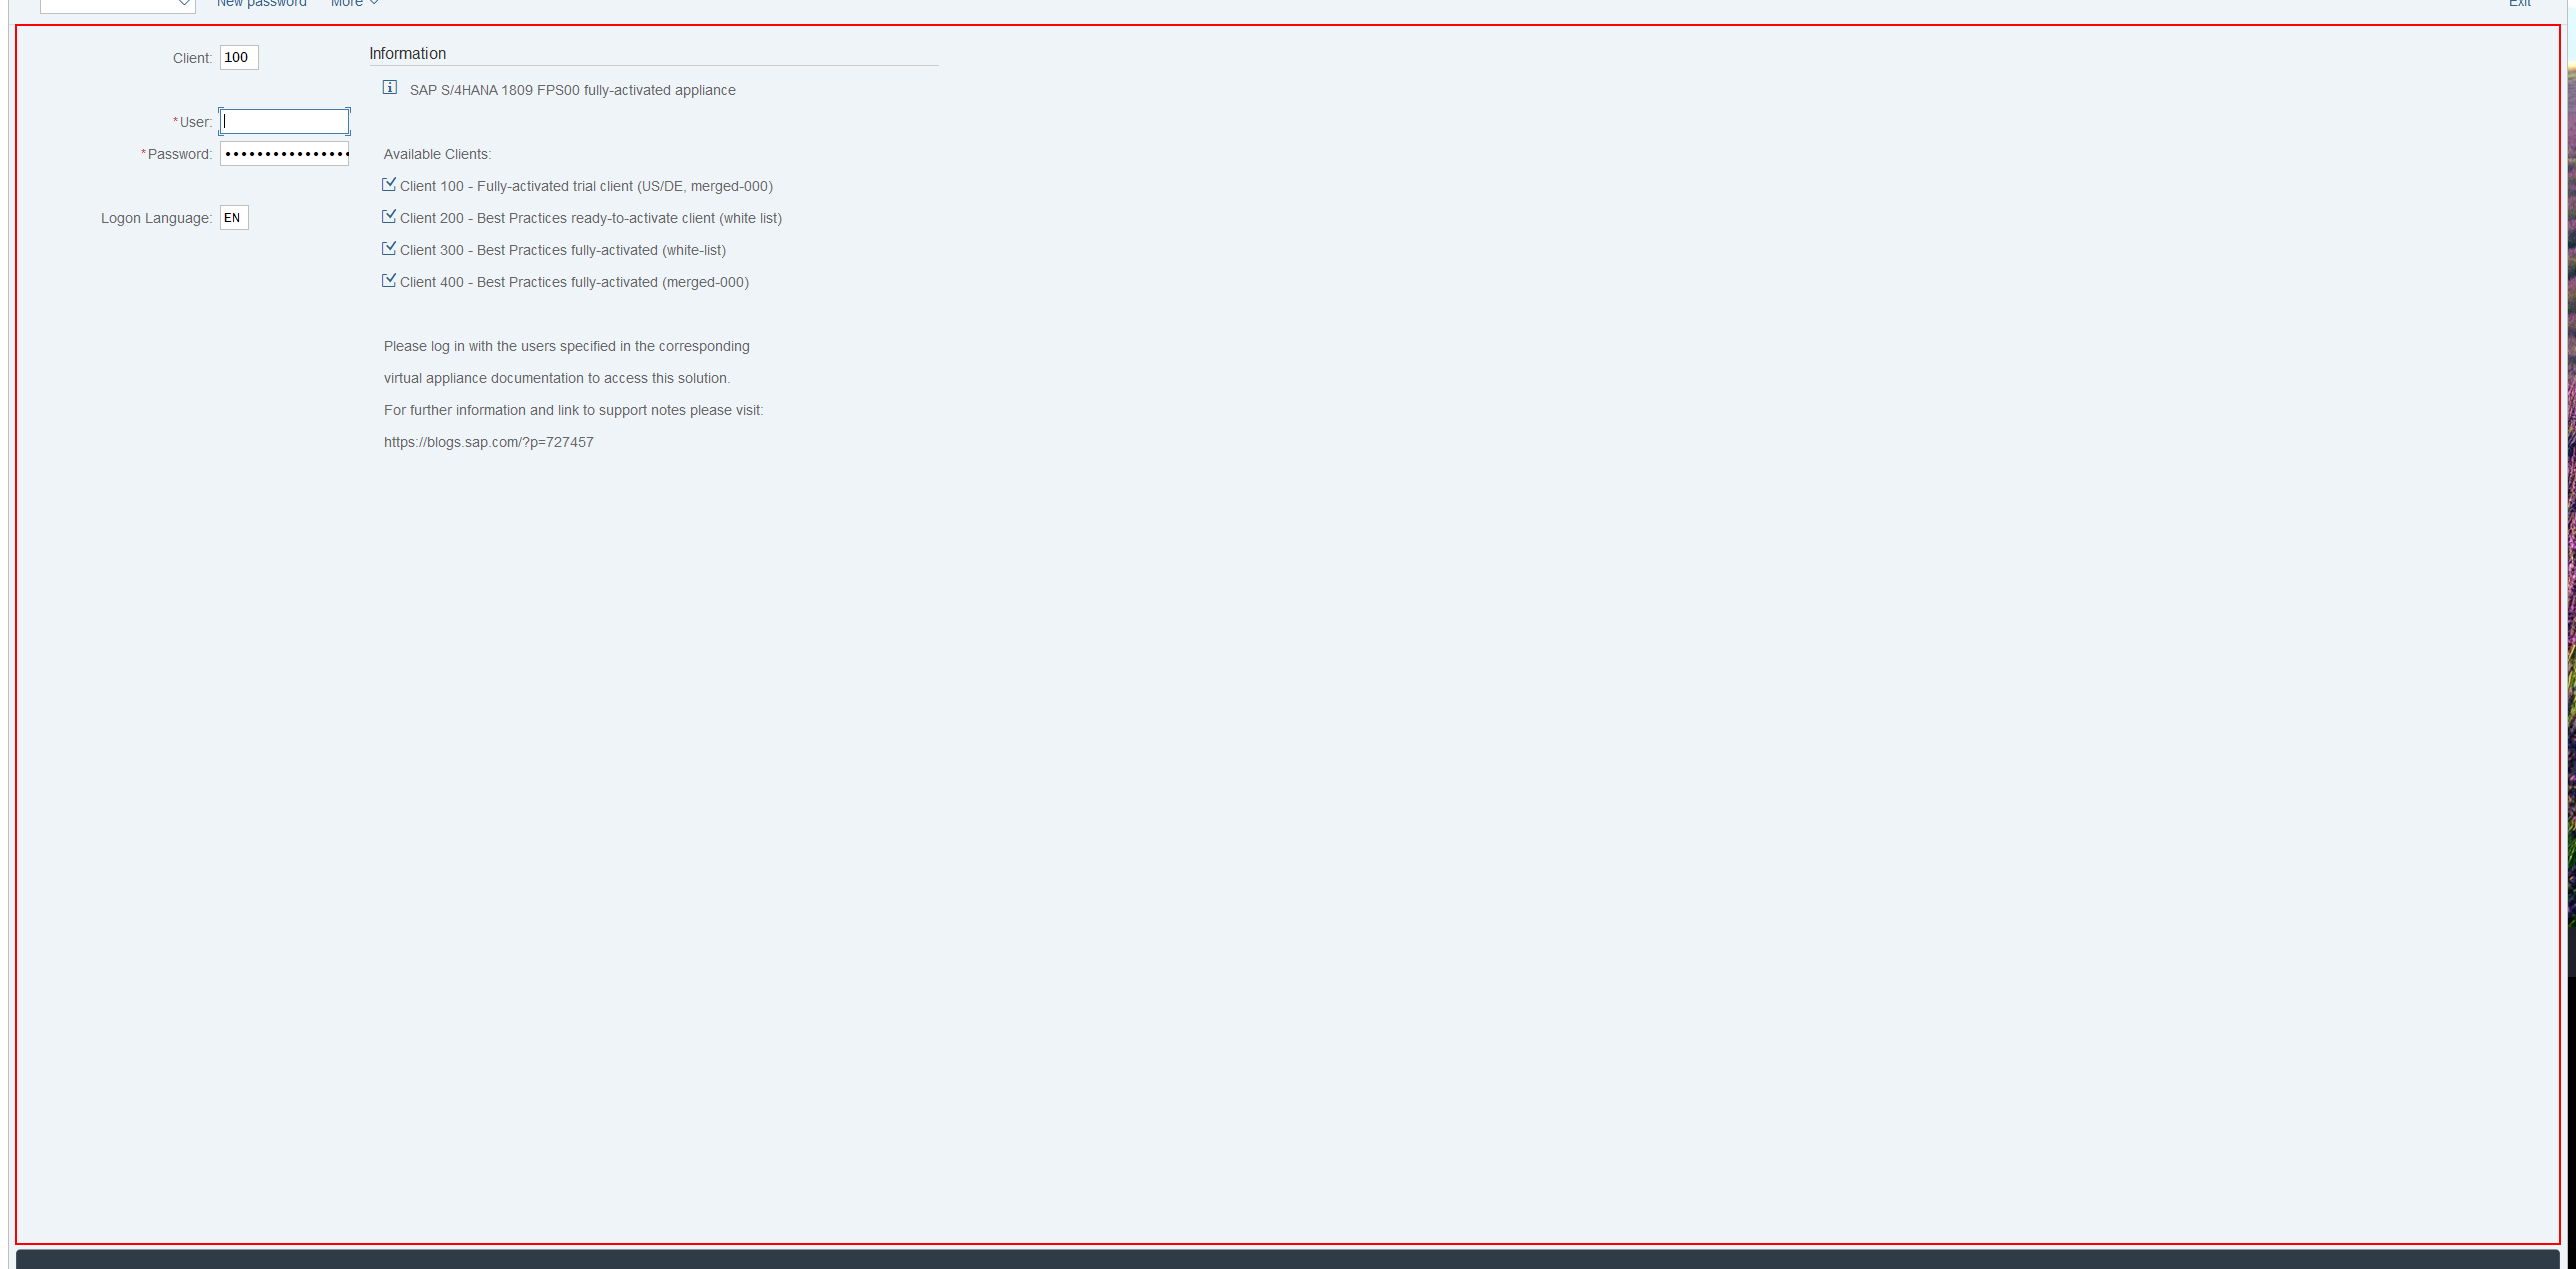 New password More Exit
Client: 100
Information
SAP S/4HANA 1809 FPS00 fully-activated appliance
*User:
*Password: ••••••••••••••••
Available Clients:
Client 100 - Fully-activated trial client (US/DE, merged-000)
Logon Language: EN
Client 200 - Best Practices ready-to-activate client (white list)
Client 300 - Best Practices fully-activated (white-list)
Client 400 - Best Practices fully-activated (merged-000)
Please log in with the users specified in the corresponding
virtual appliance documentation to access this solution.
For further information and link to support notes please visit:
https://blogs.sap.com/?p=727457